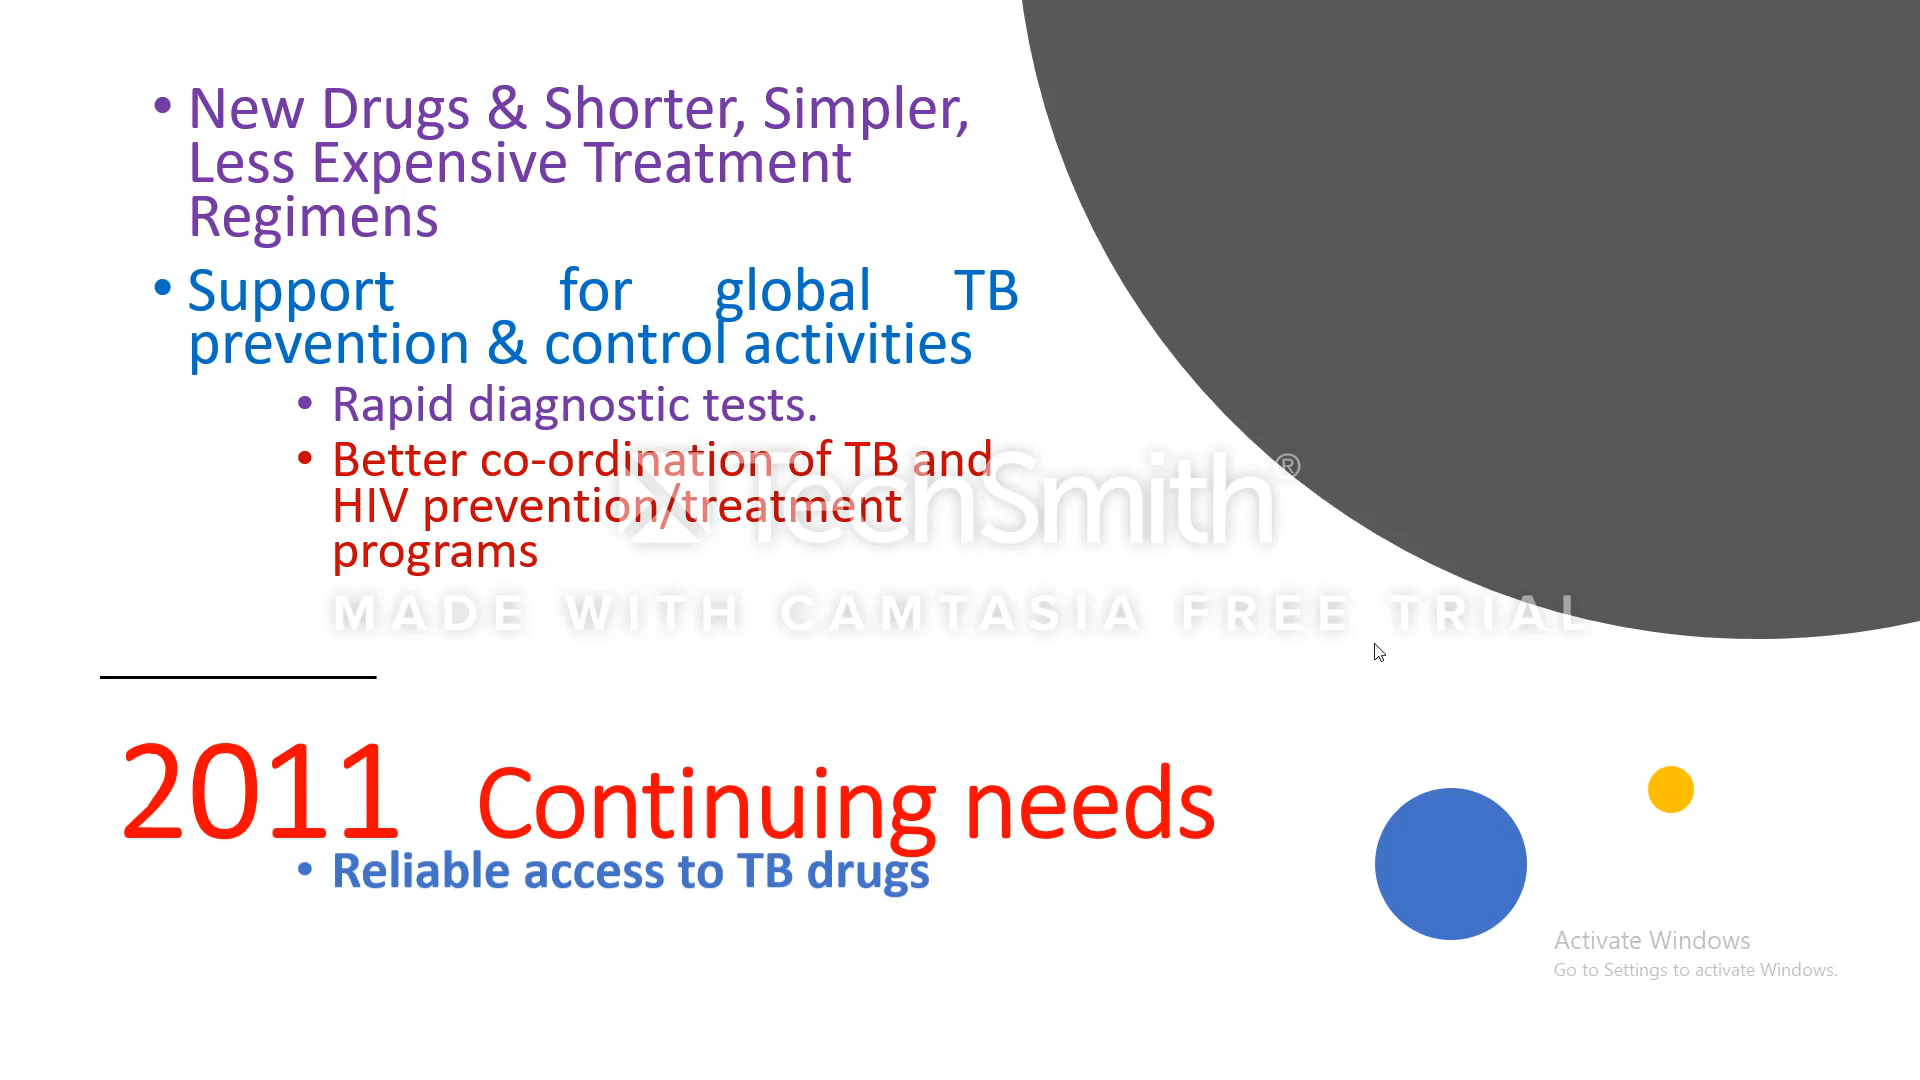 • New Drugs & Shorter, Simpler,
Less Expensive Treatment
Regimens
• Support for global TB
prevention & control activities
• Rapid diagnostic tests.
• Better co-ordination of TB and
HIV prevention/treatment
programs
TechSmith®
MADE WITH CAMTASIA FREE TRIAL
2011 Continuing needs
• Reliable access to TB drugs
Activate Windows
Go to Settings to activate Windows.